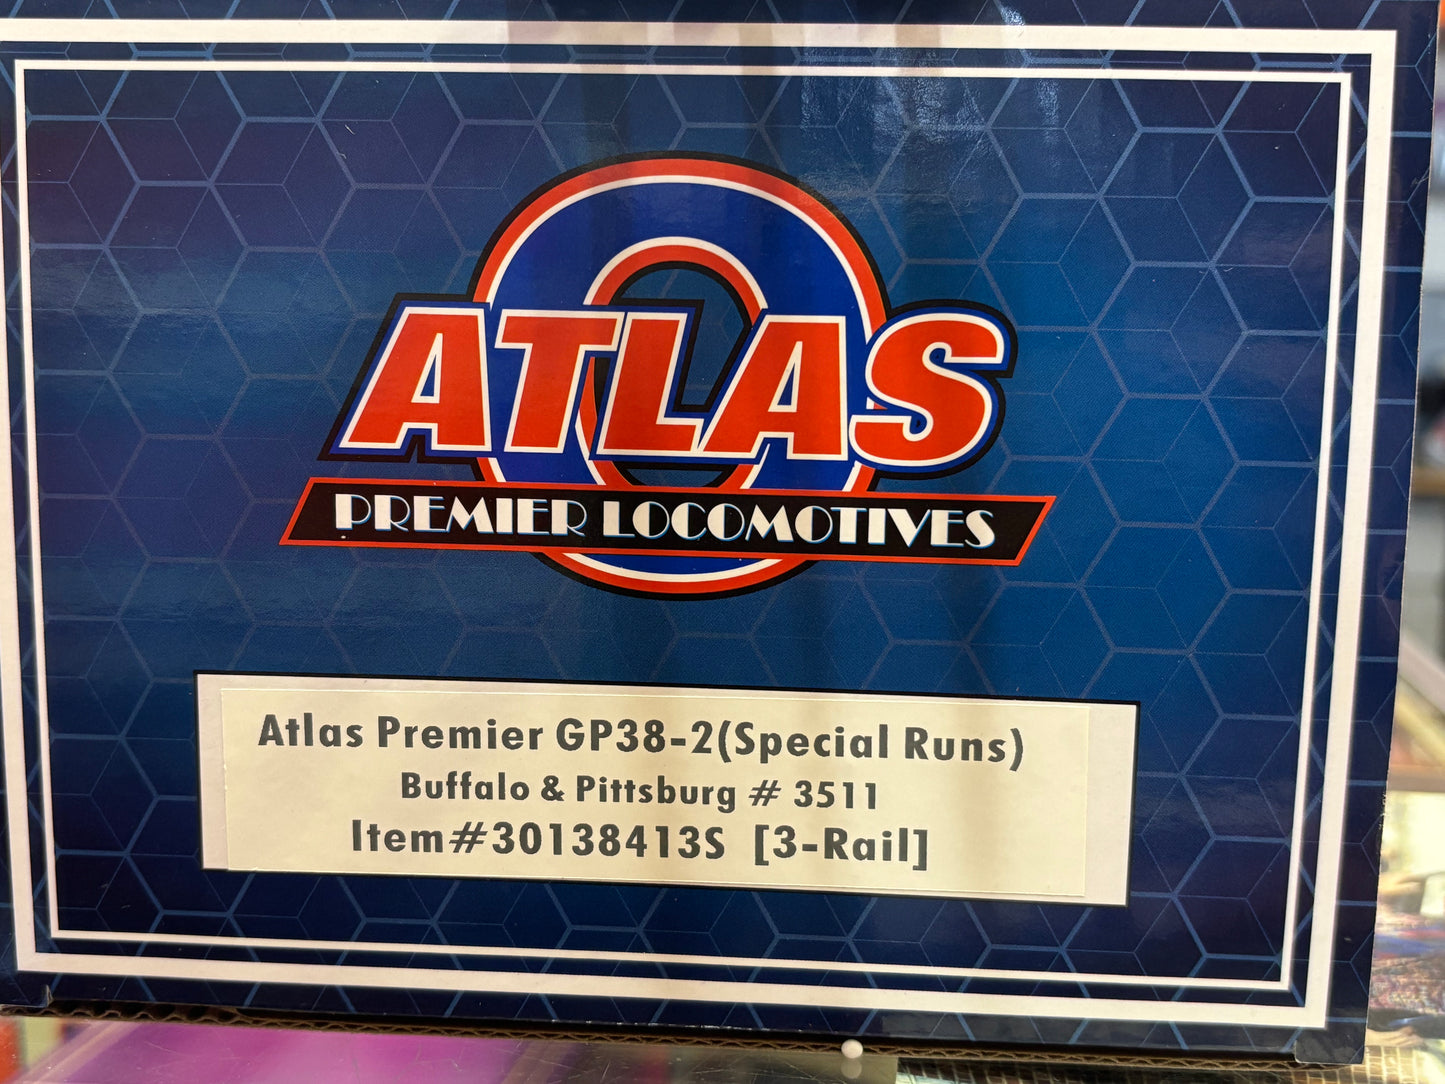 ATLAS
PREMIER LOCOMOTIVES
Atlas Premier GP38-2(Special Runs)
Buffalo & Pittsburg # 3511
Item#30138413S [3-Rail]